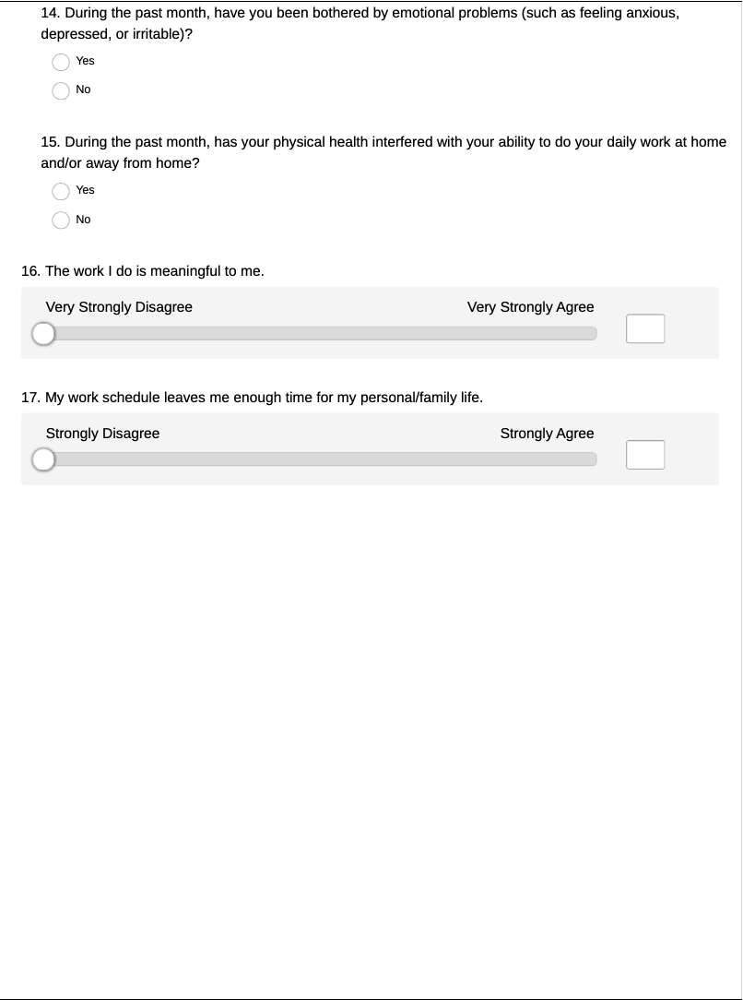 14. During the past month, have you been bothered by emotional problems (such as feeling anxious,
depressed, or irritable)?
Yes
No
15. During the past month, has your physical health interfered with your ability to do your daily work at home
and/or away from home?
Yes
No
16. The work I do is meaningful to me.
Very Strongly Disagree Very Strongly Agree
17. My work schedule leaves me enough time for my personal/family life.
Strongly Disagree Strongly Agree